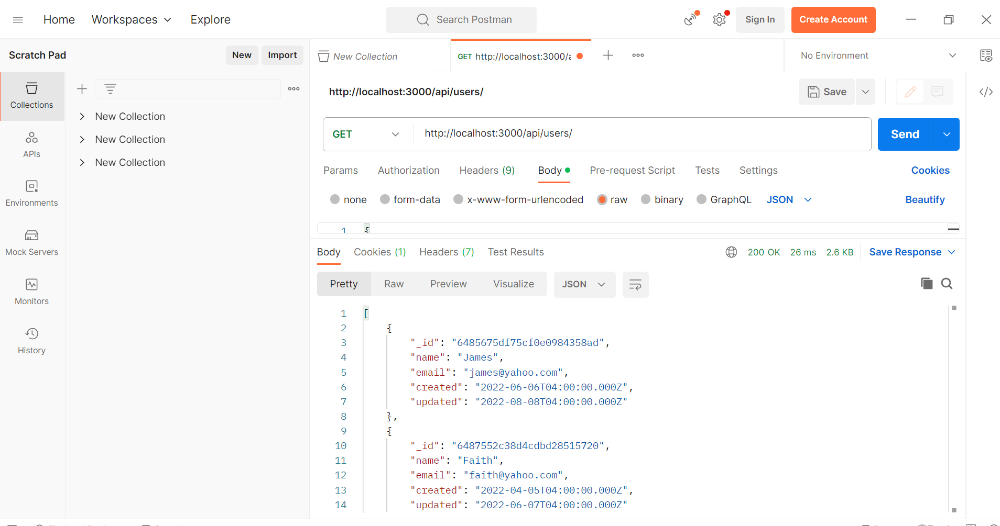 Home Workspaces Explore Search Postman Sign In Create Account
Scratch Pad New Import New Collection GET http://localhost:3000/a No Environment
Collections
APIs
Environments
Mock Servers
Monitors
History
New Collection
New Collection
New Collection
http://localhost:3000/api/users/ Save
GET http://localhost:3000/api/users/ Send
Params Authorization Headers (9) Body Pre-request Script Tests Settings Cookies
none form-data x-www-form-urlencoded raw binary GraphQL JSON Beautify
1 {
Body Cookies (1) Headers (7) Test Results 200 OK 26 ms 2.6 KB Save Response
Pretty Raw Preview Visualize JSON
1 [
2 {
3 "_id": "6485675df75cf0e0984358ad",
4 "name": "James",
5 "email": "james@yahoo.com",
6 "created": "2022-06-06T04:00:00.000Z",
7 "updated": "2022-08-08T04:00:00.000Z"
8 },
9 {
10 "_id": "6487552c38d4cdbd28515720",
11 "name": "Faith",
12 "email": "faith@yahoo.com",
13 "created": "2022-04-05T04:00:00.000Z",
14 "updated": "2022-06-07T04:00:00.000Z"